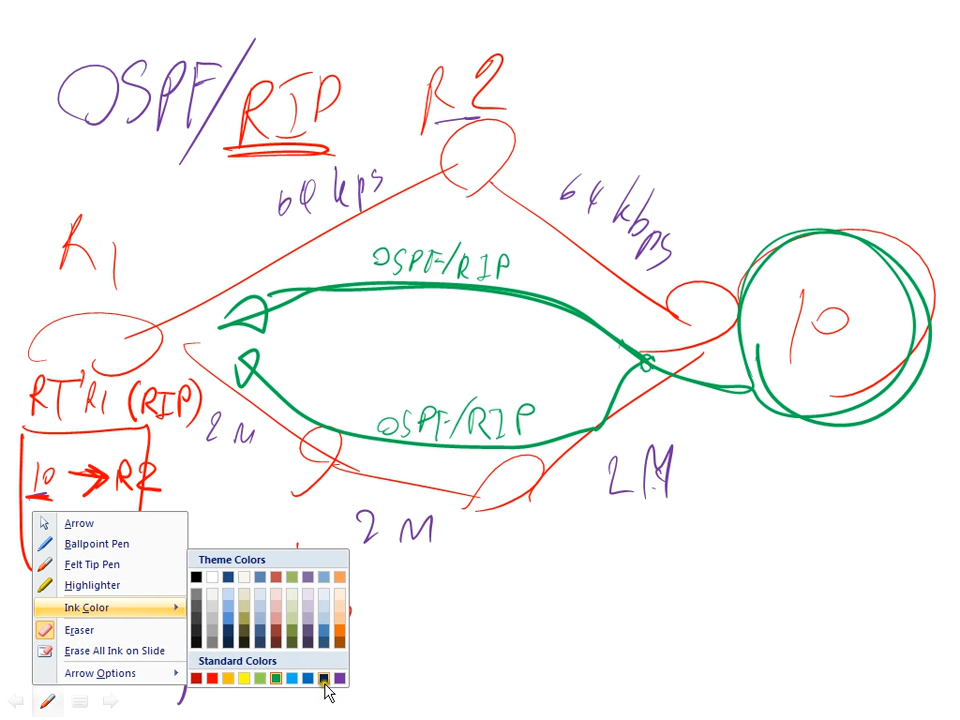 OSPF/RIP
R2
64 kps
64 kbps
R1
OSPF/RIP
10
RT R1 (RIP)
2 M
OSPF/RIP
2 M
10 → R2
2 M
Arrow
Ballpoint Pen
Felt Tip Pen
Highlighter
Ink Color
Eraser
Erase All Ink on Slide
Arrow Options
Theme Colors
Standard Colors